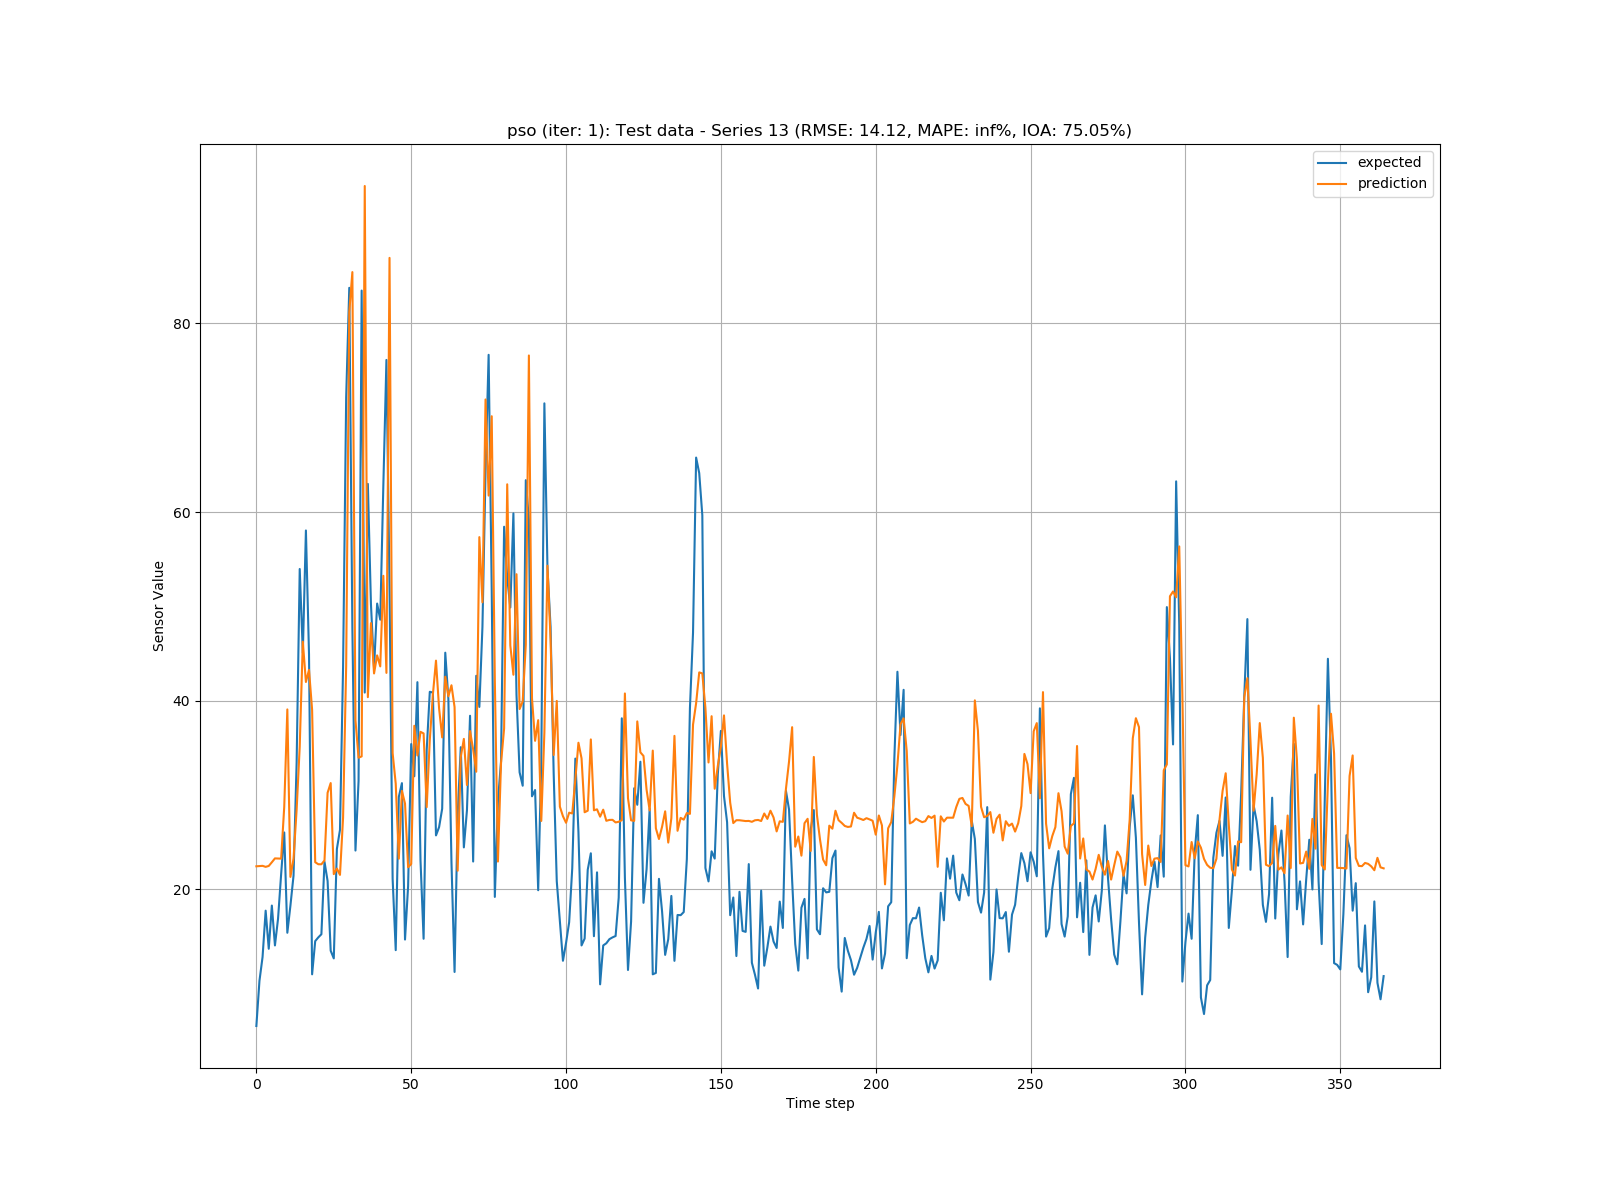 pso (iter: 1): Test data - Series 13 (RMSE: 14.12, MAPE: inf%, IOA: 75.05%)
expected
prediction
80
60
40
20
Sensor Value
0 50 100 150 200 250 300 350
Time step